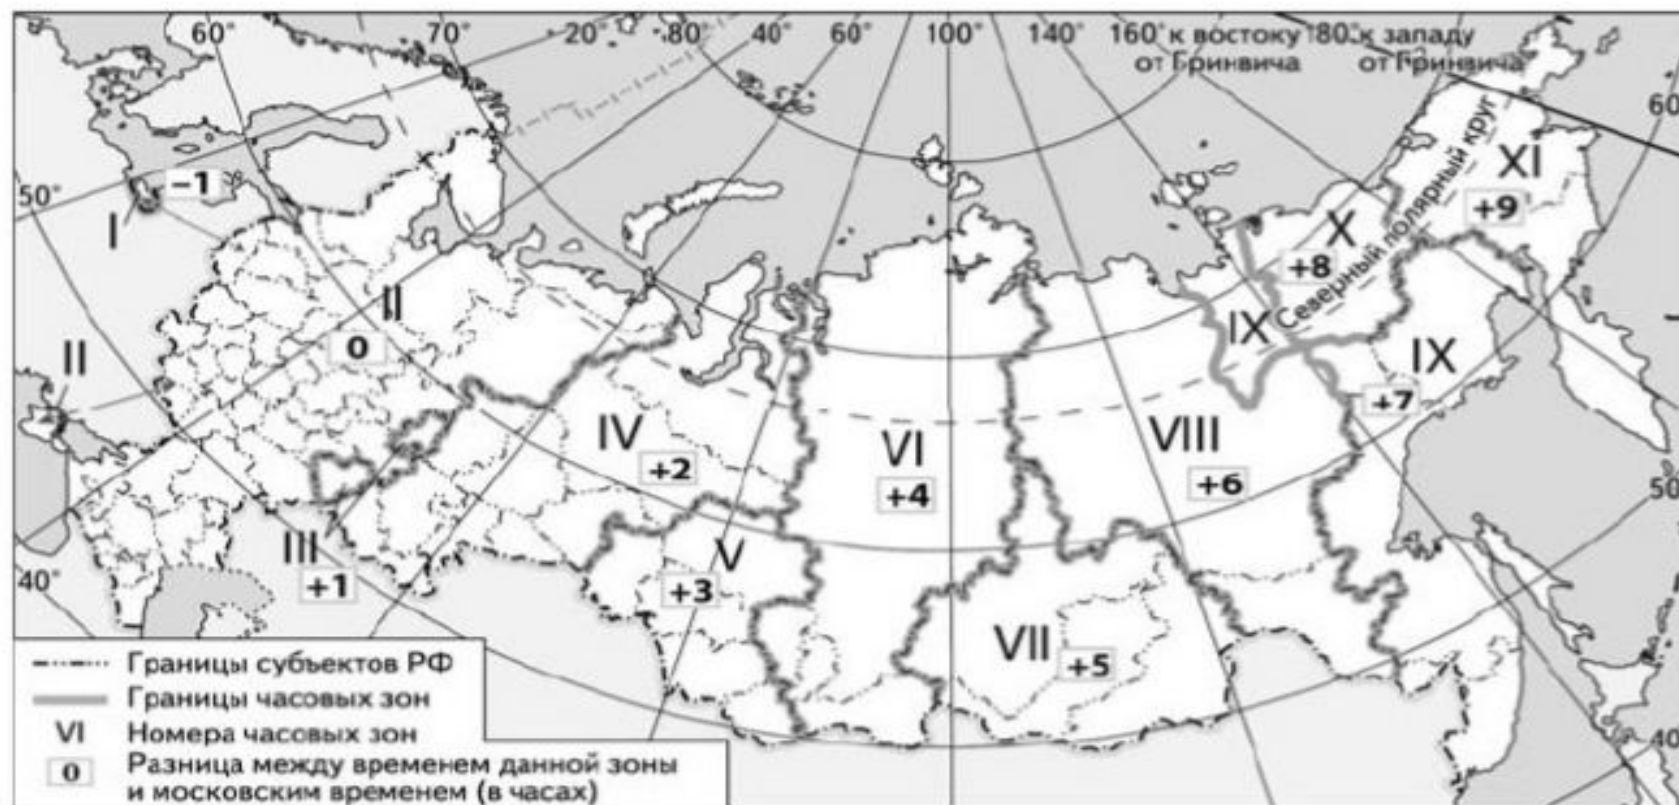 60° 70° 20° 80° 40° 60° 100° 140° 160° к востоку 180° к западу
от Гринвича от Гринвича
60
50°
-1
I
XI
+9
Северный полярный круг
X
+8
II
0
IX
IX
+7
II
IV
+2
VI
+4
VIII
+6
50
III
+1
V
+3
VII
+5
40°
40
Границы субъектов РФ
Границы часовых зон
VI Номера часовых зон
0 Разница между временем данной зоны
и московским временем (в часах)